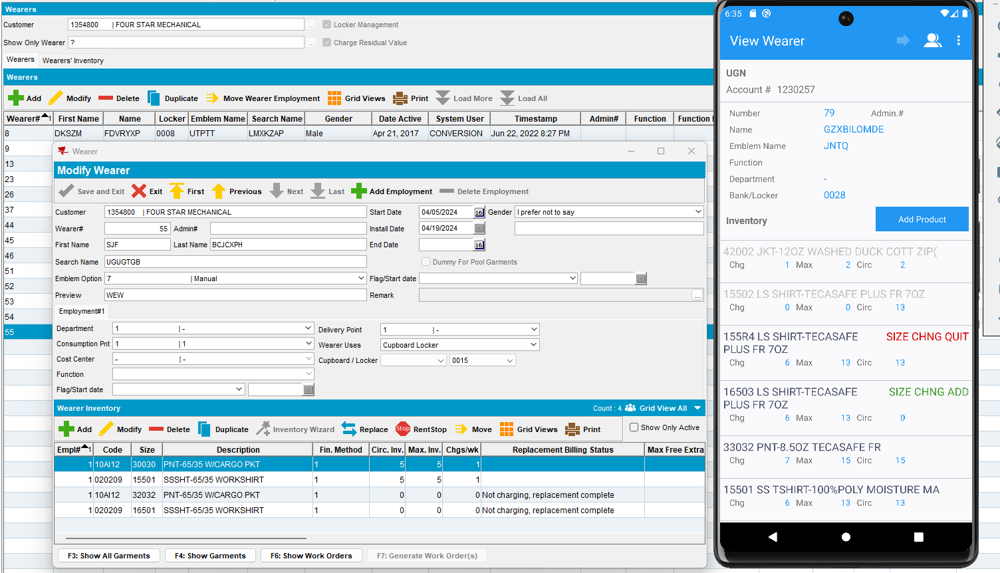 Wearers
Customer 1354800 | FOUR STAR MECHANICAL ... Locker Management
Show Only Wearer ? ... Charge Residual Value
Wearers Wearers' Inventory
Wearers
Add Modify Delete Duplicate Move Wearer Employment Grid Views Print Load More Load All
Wearer# 1 First Name Name Locker Emblem Name Search Name Gender Date Active System User Timestamp Admin# Function Function
8 DKSZM FDVRYXP 0008 UTPTT LMXKZAP Male Apr 21, 2017 CONVERSION Jun 22, 2022 8:27 PM
9
13
23
26
37
44
45
46
51
52
53
54
55
Wearer
Modify Wearer
Save and Exit Exit First Previous Next Last Add Employment Delete Employment
Customer 1354800 | FOUR STAR MECHANICAL Start Date 04/05/2024 16 Gender I prefer not to say
Wearer# 55 Admin# Install Date 04/19/2024 16
First Name SJF Last Name BCJCXPH End Date 16
Search Name UGUGTGB Dummy For Pool Garments
Emblem Option 7 | Manual Flag/Start date 16
Preview WEW Remark ...
Employment#1
Department 1 | - Delivery Point 1 | -
Consumption Pnt 1 | 1 Wearer Uses Cupboard Locker
Cost Center - | - Cupboard / Locker 0015
Function
Flag/Start date 16
Wearer Inventory Count : 4 Grid View All
Add Modify Delete Duplicate Inventory Wizard Replace Stop RentStop Move Grid Views Print Show Only Active
Empl# 1 Code Size Description Fin. Method Circ. Inv. Max. Inv. Chgs/wk Replacement Billing Status Max Free Extra
1 10AI12 30030 PNT-65/35 W/CARGO PKT 1 5 5 1
1 020209 15501 SSSHT-65/35 WORKSHIRT 1 5 5 1
1 10AI12 32032 PNT-65/35 W/CARGO PKT 1 0 0 0 Not charging, replacement complete
1 020209 16501 SSSHT-65/35 WORKSHIRT 1 0 0 0 Not charging, replacement complete
F3: Show All Garments F4: Show Garments F6: Show Work Orders F7: Generate Work Order(s)
6:35
View Wearer
UGN
Account # 1230257
Number 79 Admin.#
Name GZXBILOMDE
Emblem Name JNTQ
Function
Department -
Bank/Locker 0028
Inventory Add Product
42002 JKT-12OZ WASHED DUCK COTT ZIP(
Chg 1 Max 2 Circ 2
15502 LS SHIRT-TECASAFE PLUS FR 7OZ
Chg 0 Max 0 Circ 13
155R4 LS SHIRT-TECASAFE SIZE CHNG QUIT
PLUS FR 7OZ
Chg 6 Max 13 Circ 13
16503 LS SHIRT-TECASAFE SIZE CHNG ADD
PLUS FR 7OZ
Chg 6 Max 13 Circ 0
33032 PNT-8.5OZ TECASAFE FR
Chg 7 Max 15 Circ 15
15501 SS TSHIRT-100%POLY MOISTURE MA
Chg 6 Max 13 Circ 13